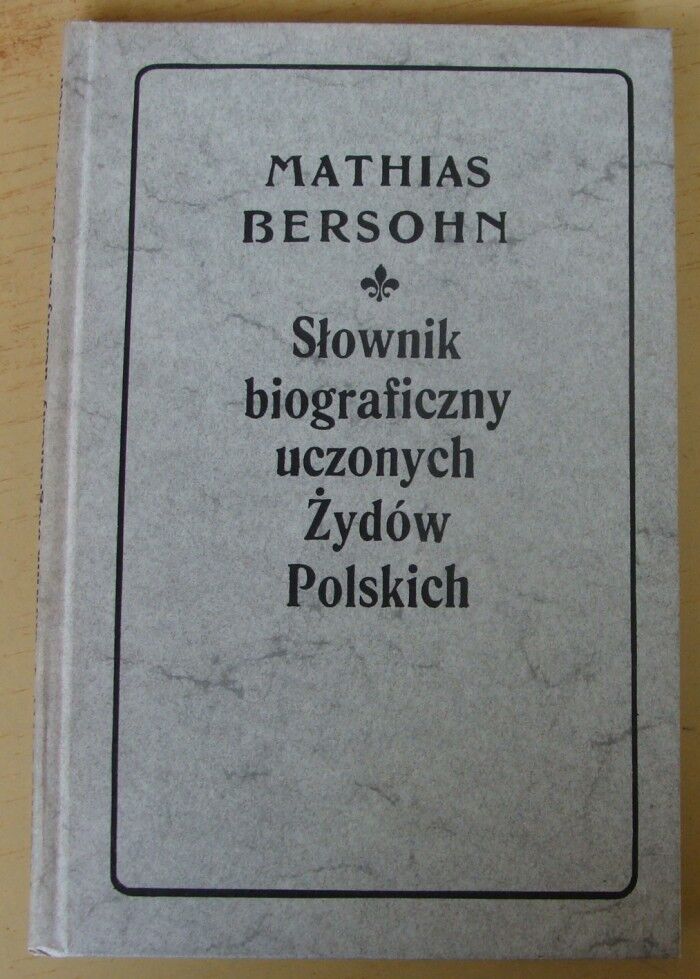 MATHIAS
BERSOHN
Słownik
biograficzny
uczonych
Żydów
Polskich